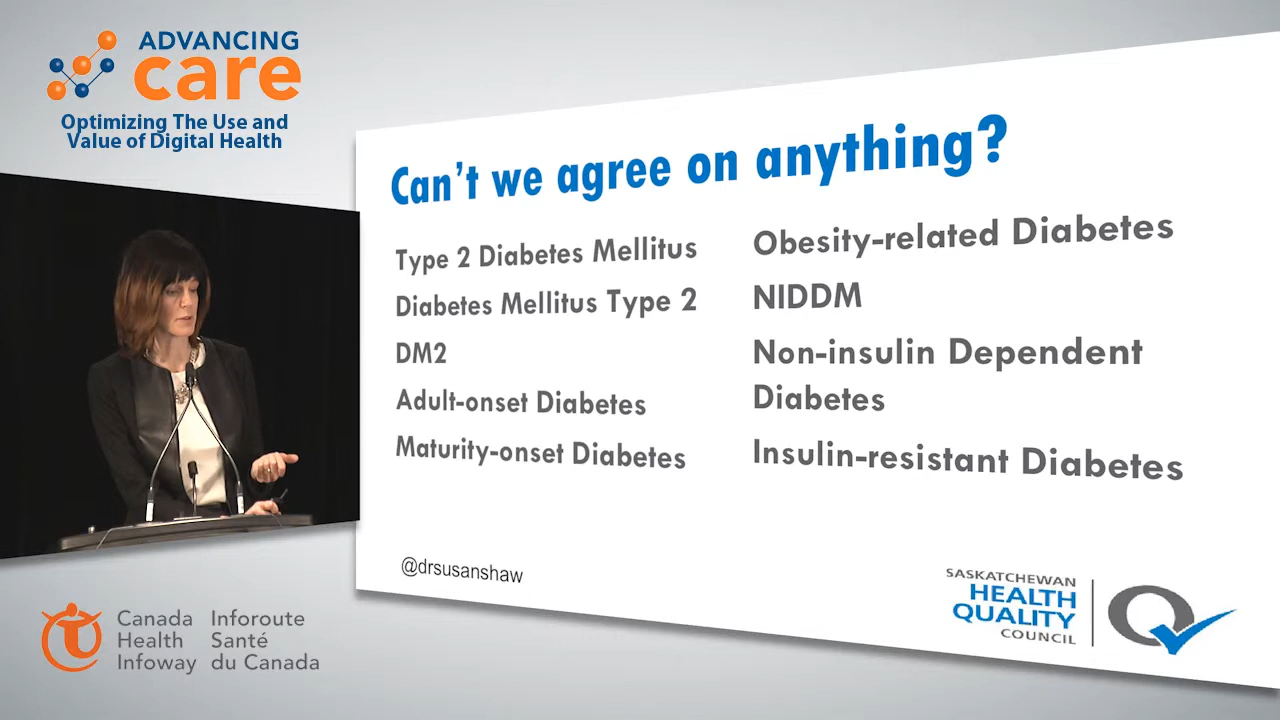 ADVANCING
care
Optimizing The Use and
Value of Digital Health
Can't we agree on anything?
Type 2 Diabetes Mellitus
Diabetes Mellitus Type 2
DM2
Adult-onset Diabetes
Maturity-onset Diabetes
Obesity-related Diabetes
NIDDM
Non-insulin Dependent
Diabetes
Insulin-resistant Diabetes
@drsusanshaw
SASKATCHEWAN
HEALTH
QUALITY
COUNCIL
Canada
Health
Infoway
Inforoute
Santé
du Canada